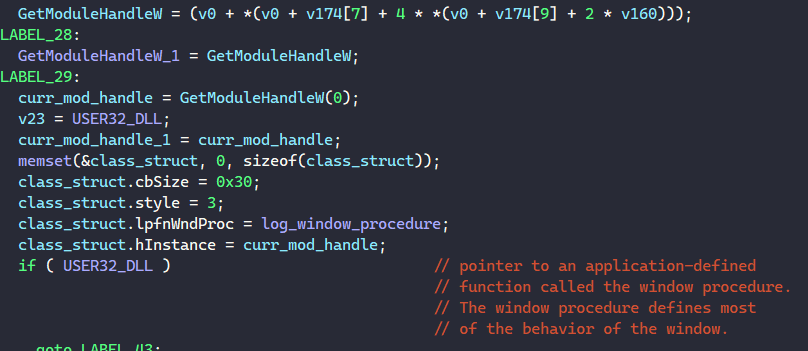 GetModuleHandleW = (v0 + *(v0 + v174[7] + 4 * *(v0 + v174[9] + 2 * v160)));
LABEL_28:
GetModuleHandleW_1 = GetModuleHandleW;
LABEL_29:
curr_mod_handle = GetModuleHandleW(0);
v23 = USER32_DLL;
curr_mod_handle_1 = curr_mod_handle;
memset(&class_struct, 0, sizeof(class_struct));
class_struct.cbSize = 0x30;
class_struct.style = 3;
class_struct.lpfnWndProc = log_window_procedure;
class_struct.hInstance = curr_mod_handle;
if ( USER32_DLL ) // pointer to an application-defined
// function called the window procedure.
// The window procedure defines most
// of the behavior of the window.
goto LABEL_43;